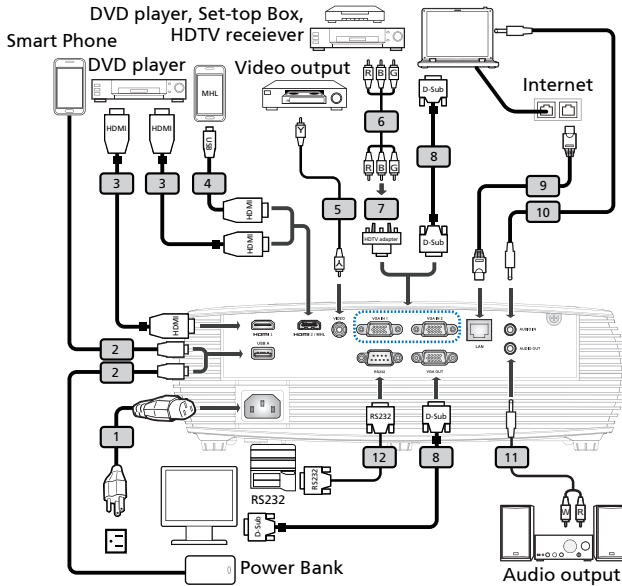 DVD player, Set-top Box,
HDTV receiever
Smart Phone
DVD player
MHL
Video output
Internet
HDMI
HDMI
USB
R B G
D-Sub
6
8
3
3
4
R B G
9
5
7
10
Y
HDMI
HDMI
HDTV adapter
D-Sub
Y
HDMI
HDMI 1
HDMI 2 / MHL
VIDEO
VGA IN 1
VGA IN 2
AUDIO IN
LAN
USB A
AUDIO OUT
2
2
RS232
VGA OUT
1
RS232
D-Sub
12
8
11
RS232
RS232
D-Sub
W R
Power Bank
Audio output